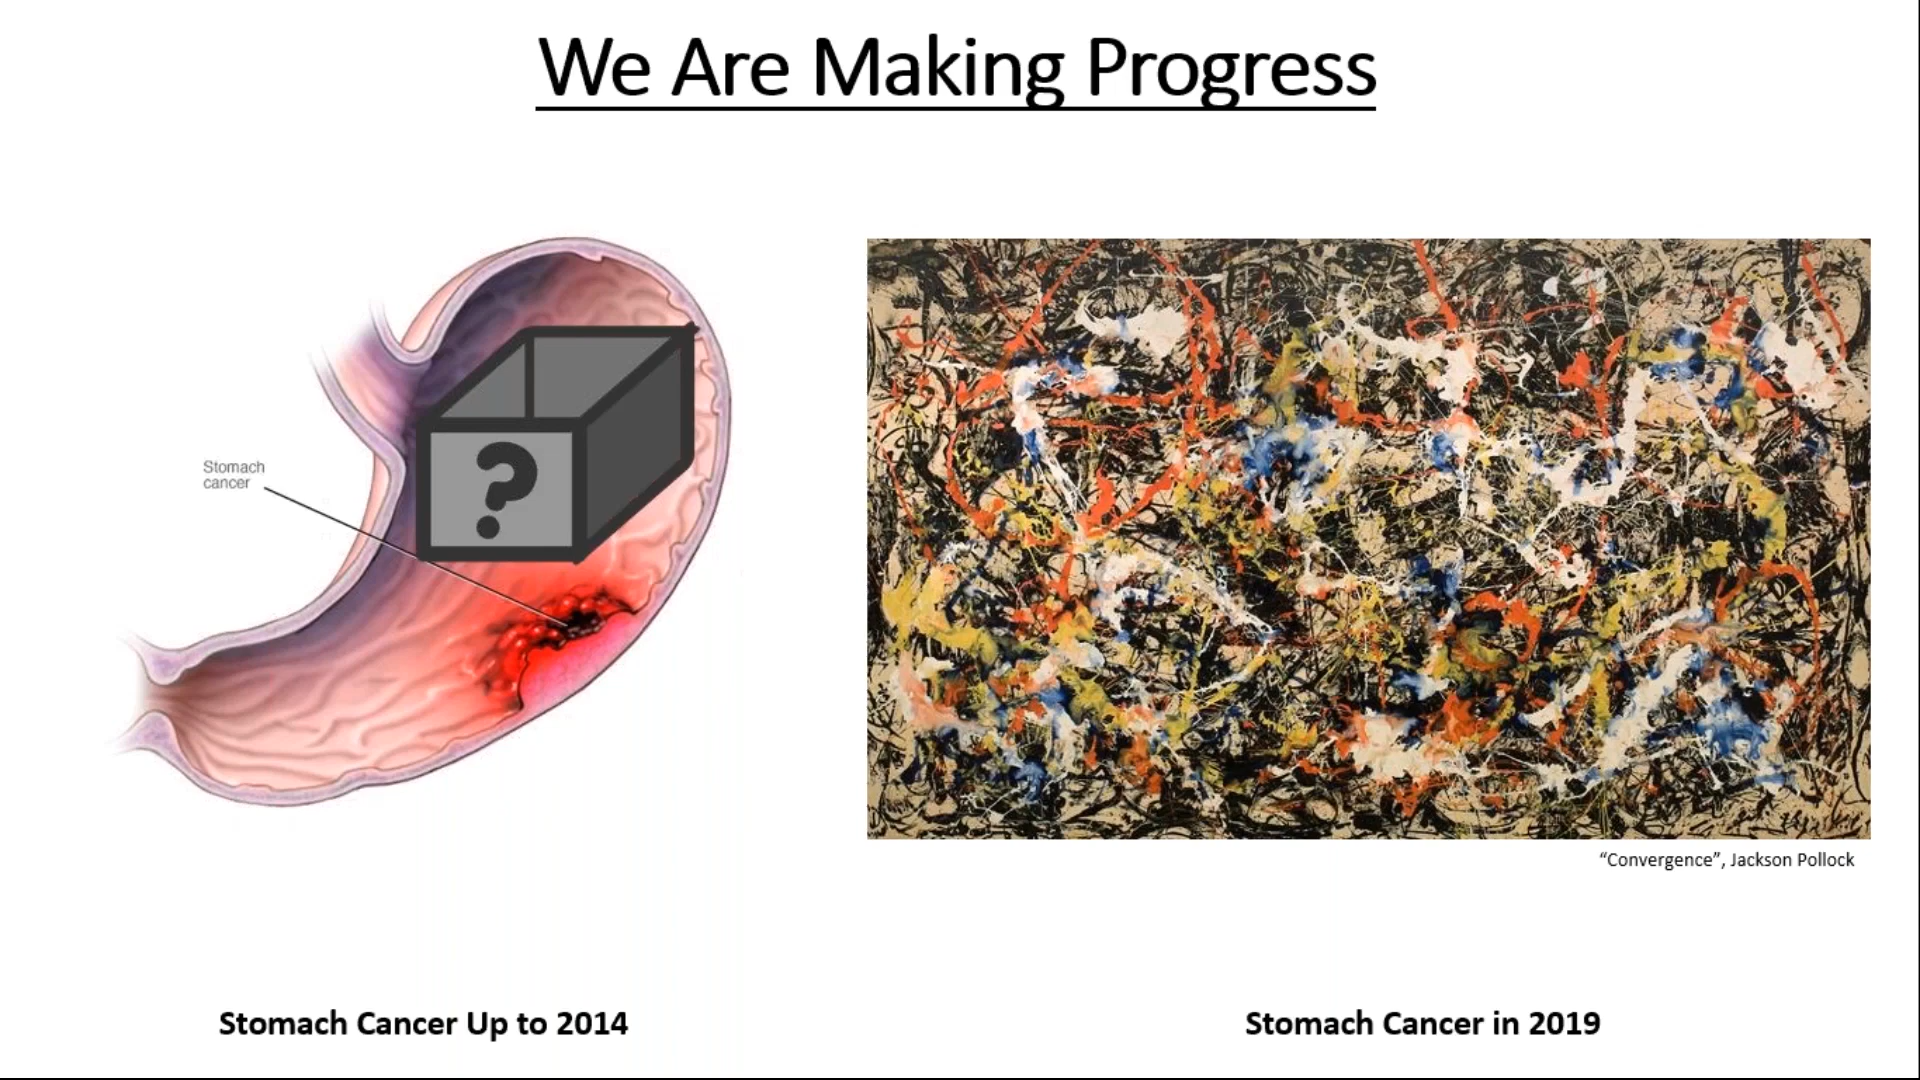 We Are Making Progress
Stomach
cancer
?
“Convergence”, Jackson Pollock
Stomach Cancer Up to 2014
Stomach Cancer in 2019